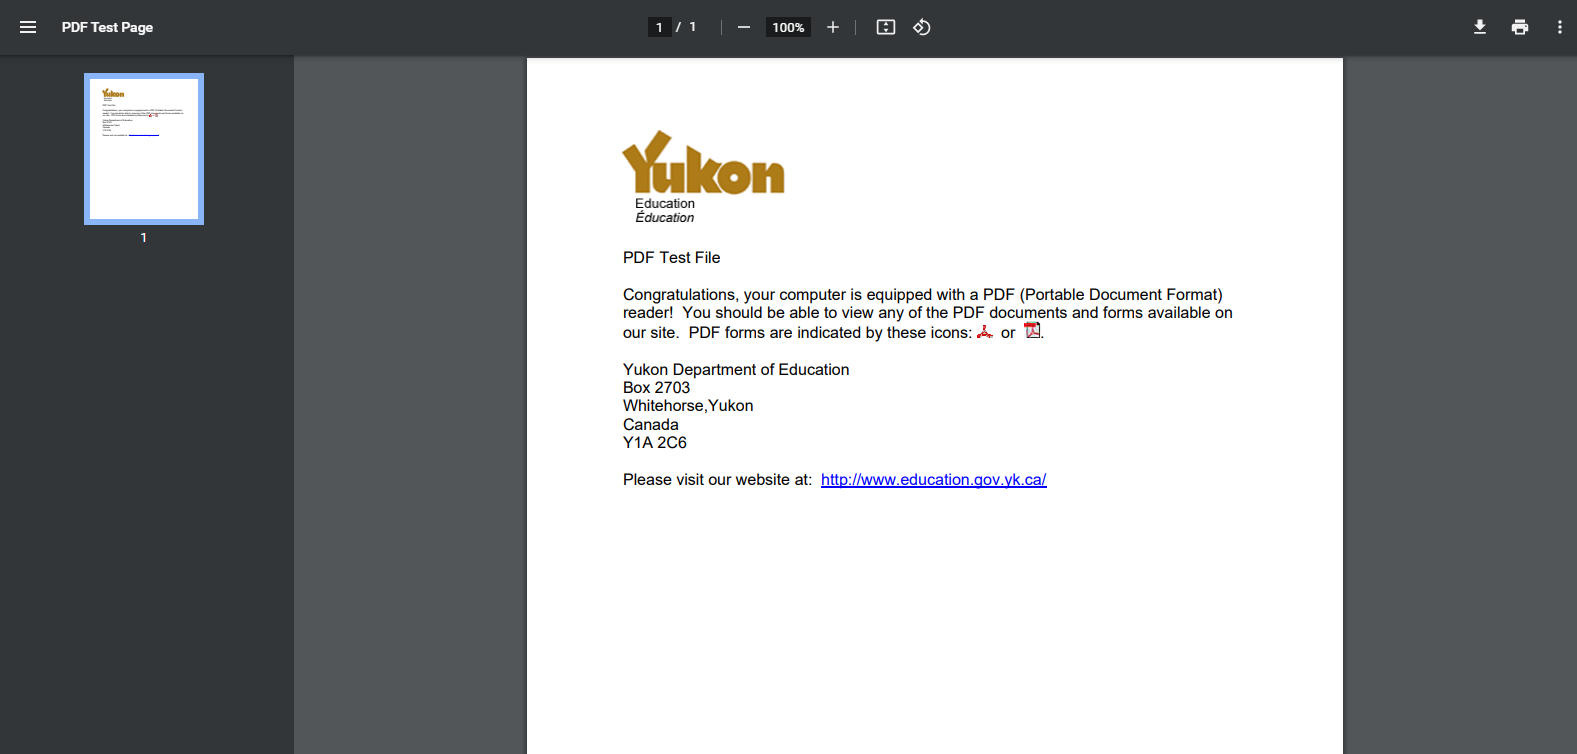 PDF Test Page
1 / 1
100%
1
Yukon
Education
Éducation
PDF Test File
Congratulations, your computer is equipped with a PDF (Portable Document Format)
reader!  You should be able to view any of the PDF documents and forms available on
our site.  PDF forms are indicated by these icons: or .
Yukon Department of Education
Box 2703
Whitehorse,Yukon
Canada
Y1A 2C6
Please visit our website at:  http://www.education.gov.yk.ca/